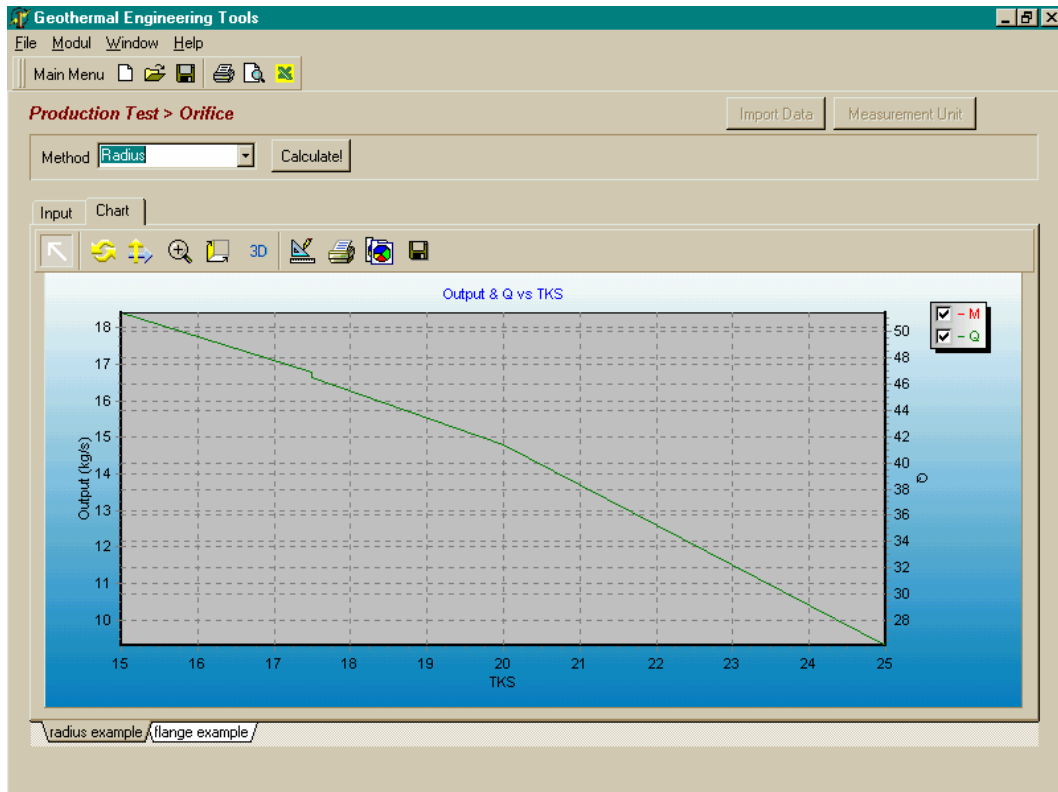 Geothermal Engineering Tools
File Modul Window Help
Main Menu
Production Test > Orifice
Import Data
Measurement Unit
Method Radius
Calculate!
Input
Chart
3D
Output & Q vs TKS
M
Q
Output (kg/s)
18
17
16
15
14
13
12
11
10
50
48
46
44
42
40
38
36
34
32
30
28
Q
15 16 17 18 19 20 21 22 23 24 25
TKS
radius example
flange example